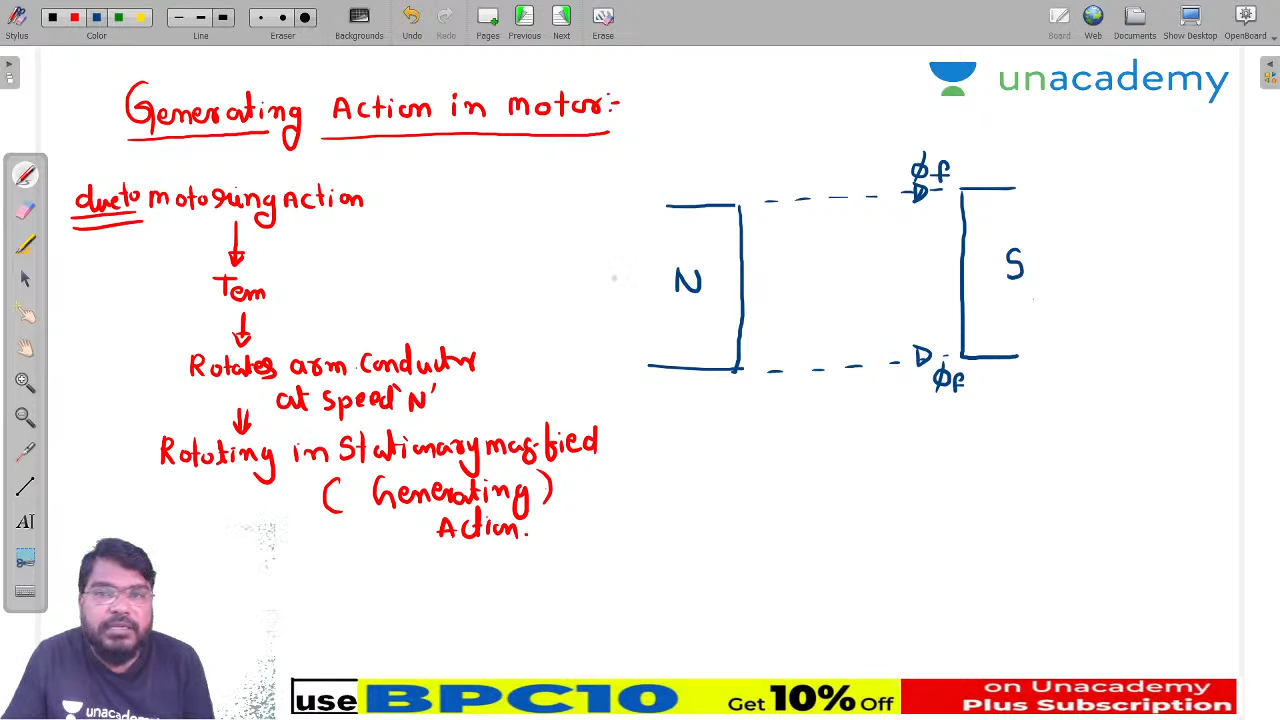 Stylus
Color
Line
Eraser
Backgrounds
Undo
Redo
Pages
Previous
Next
Erase
Board
Web
Documents
Show Desktop
OpenBoard
unacademy
Generating Action in motor:-
due to motoring Action
Tem
Rotates arm conductor
at speed 'N'
Rotating in Stationary mag. fied
( Generating )
Action.
N
S
ϕf
ϕf
unacademy
use BPC10 Get 10% Off
on Unacademy
Plus Subscription